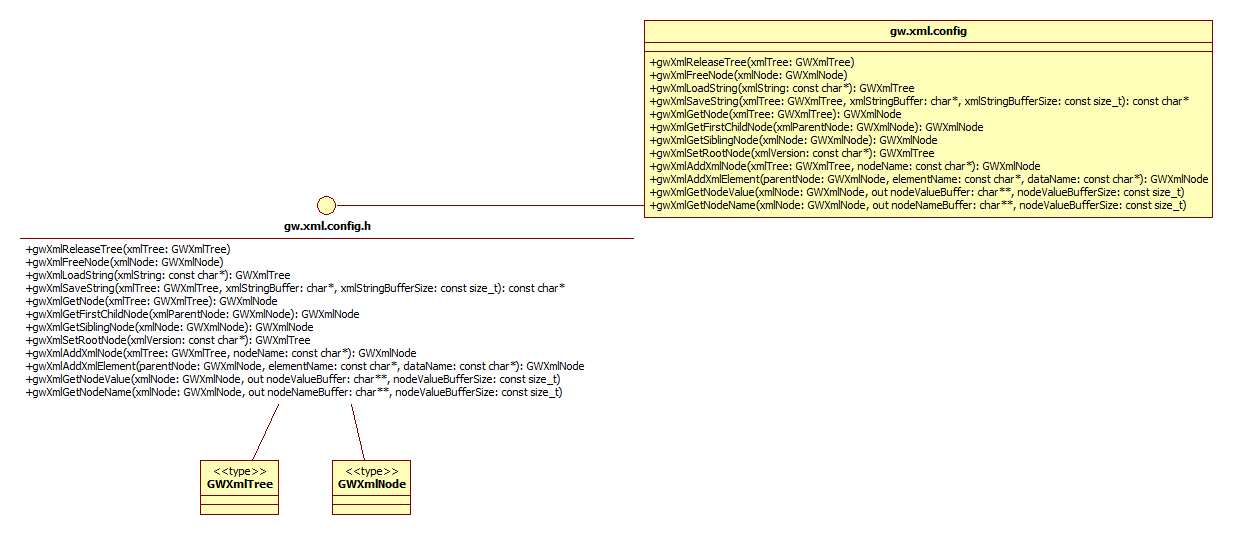 gw.xml.config
+gwXmlReleaseTree(xmlTree: GWXmlTree)
+gwXmlFreeNode(xmlNode: GWXmlNode)
+gwXmlLoadString(xmlString: const char*): GWXmlTree
+gwXmlSaveString(xmlTree: GWXmlTree, xmlStringBuffer: char*, xmlStringBufferSize: const size_t): const char*
+gwXmlGetNode(xmlTree: GWXmlTree): GWXmlNode
+gwXmlGetFirstChildNode(xmlParentNode: GWXmlNode): GWXmlNode
+gwXmlGetSiblingNode(xmlNode: GWXmlNode): GWXmlNode
+gwXmlSetRootNode(xmlVersion: const char*): GWXmlTree
+gwXmlAddXmlNode(xmlTree: GWXmlTree, nodeName: const char*): GWXmlNode
+gwXmlAddXmlElement(parentNode: GWXmlNode, elementName: const char*, dataName: const char*): GWXmlNode
+gwXmlGetNodeValue(xmlNode: GWXmlNode, out nodeValueBuffer: char**, nodeValueBufferSize: const size_t)
+gwXmlGetNodeName(xmlNode: GWXmlNode, out nodeNameBuffer: char**, nodeValueBufferSize: const size_t)
gw.xml.config.h
+gwXmlReleaseTree(xmlTree: GWXmlTree)
+gwXmlFreeNode(xmlNode: GWXmlNode)
+gwXmlLoadString(xmlString: const char*): GWXmlTree
+gwXmlSaveString(xmlTree: GWXmlTree, xmlStringBuffer: char*, xmlStringBufferSize: const size_t): const char*
+gwXmlGetNode(xmlTree: GWXmlTree): GWXmlNode
+gwXmlGetFirstChildNode(xmlParentNode: GWXmlNode): GWXmlNode
+gwXmlGetSiblingNode(xmlNode: GWXmlNode): GWXmlNode
+gwXmlSetRootNode(xmlVersion: const char*): GWXmlTree
+gwXmlAddXmlNode(xmlTree: GWXmlTree, nodeName: const char*): GWXmlNode
+gwXmlAddXmlElement(parentNode: GWXmlNode, elementName: const char*, dataName: const char*): GWXmlNode
+gwXmlGetNodeValue(xmlNode: GWXmlNode, out nodeValueBuffer: char**, nodeValueBufferSize: const size_t)
+gwXmlGetNodeName(xmlNode: GWXmlNode, out nodeNameBuffer: char**, nodeValueBufferSize: const size_t)
<<type>>
GWXmlTree
<<type>>
GWXmlNode